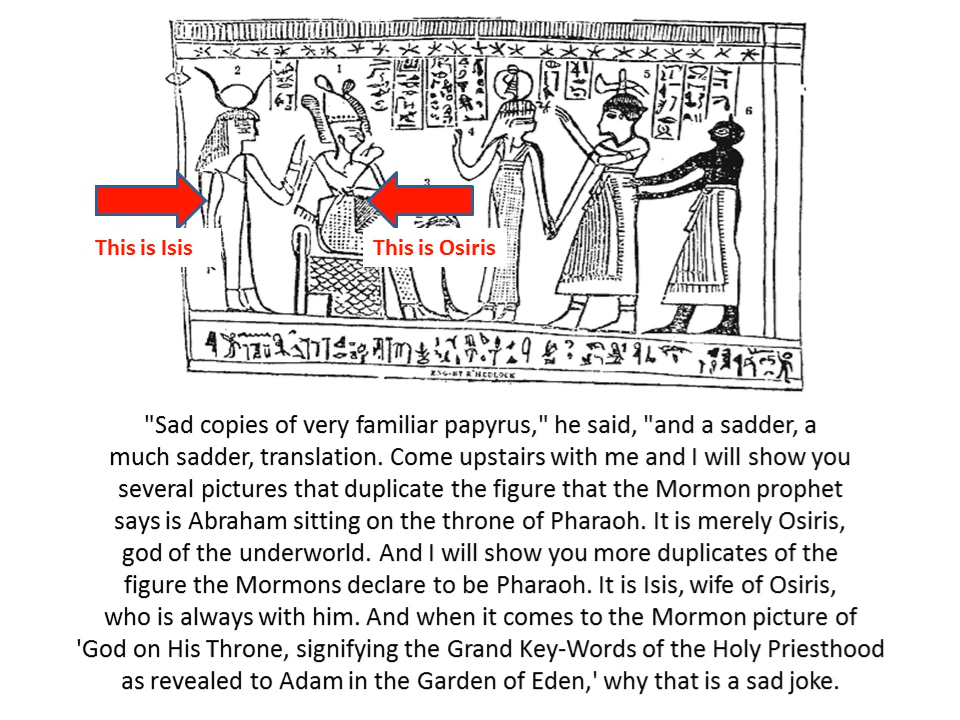 2
1
5
6
4
3
This is Isis
This is Osiris
ENG. BY R. HEDLOCK
"Sad copies of very familiar papyrus," he said, "and a sadder, a
much sadder, translation. Come upstairs with me and I will show you
several pictures that duplicate the figure that the Mormon prophet
says is Abraham sitting on the throne of Pharaoh. It is merely Osiris,
god of the underworld. And I will show you more duplicates of the
figure the Mormons declare to be Pharaoh. It is Isis, wife of Osiris,
who is always with him. And when it comes to the Mormon picture of
'God on His Throne, signifying the Grand Key-Words of the Holy Priesthood
as revealed to Adam in the Garden of Eden,' why that is a sad joke.